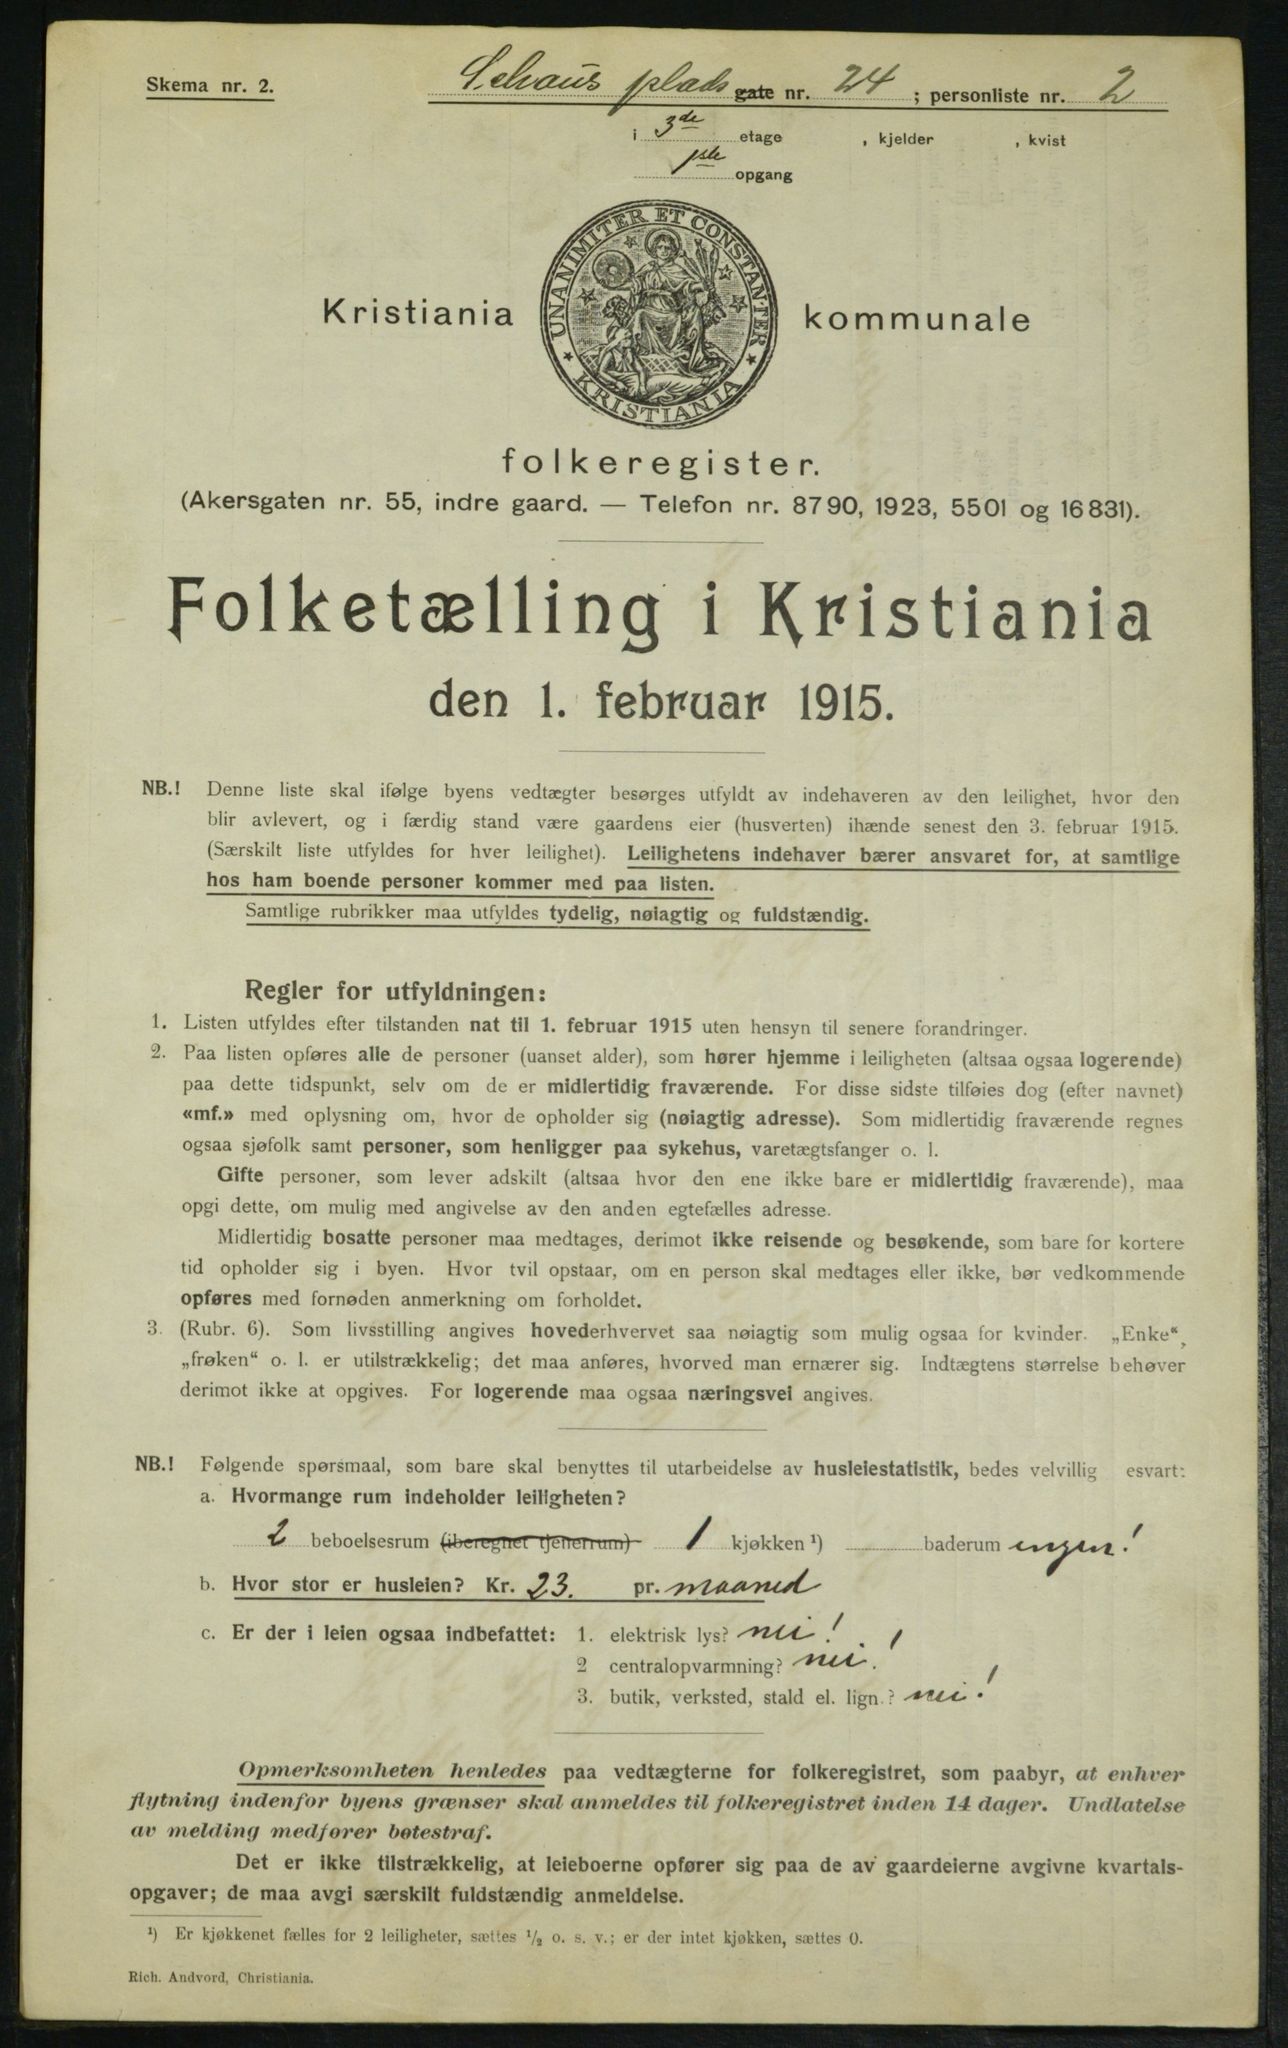 Skema nr. 2.
Schous plads gate nr. 24 ; personliste nr. 2
i 3de etage , kjelder , kvist
1ste opgang
UNANIMITER ET CONSTANTER
KRISTIANIA
Kristiania kommunale
folkeregister.
(Akersgaten nr. 55, indre gaard. — Telefon nr. 8790, 1923, 5501 og 16831).
Folketælling i Kristiania
den 1. februar 1915.
NB.! Denne liste skal ifølge byens vedtægter besørges utfyldt av indehaveren av den leilighet, hvor den
blir avlevert, og i færdig stand være gaardens eier (husverten) ihænde senest den 3. februar 1915.
(Særskilt liste utfyldes for hver leilighet). Leilighetens indehaver bærer ansvaret for, at samtlige
hos ham boende personer kommer med paa listen.
Samtlige rubrikker maa utfyldes tydelig, nøiagtig og fuldstændig.
Regler for utfyldningen:
1. Listen utfyldes efter tilstanden nat til 1. februar 1915 uten hensyn til senere forandringer.
2. Paa listen opføres alle de personer (uanset alder), som hører hjemme i leiligheten (altsaa ogsaa logerende)
paa dette tidspunkt, selv om de er midlertidig fraværende. For disse sidste tilføies dog (efter navnet)
«mf.» med oplysning om, hvor de opholder sig (nøiagtig adresse). Som midlertidig fraværende regnes
ogsaa sjøfolk samt personer, som henligger paa sykehus, varetægtsfanger o. l.
Gifte personer, som lever adskilt (altsaa hvor den ene ikke bare er midlertidig fraværende), maa
opgi dette, om mulig med angivelse av den anden egtefælles adresse.
Midlertidig bosatte personer maa medtages, derimot ikke reisende og besøkende, som bare for kortere
tid opholder sig i byen. Hvor tvil opstaar, om en person skal medtages eller ikke, bør vedkommende
opføres med fornøden anmerkning om forholdet.
3. (Rubr. 6). Som livsstilling angives hovederhvervet saa nøiagtig som mulig ogsaa for kvinder. „Enke“,
„frøken“ o. l. er utilstrækkelig; det maa anføres, hvorved man ernærer sig. Indtægtens størrelse behøver
derimot ikke at opgives. For logerende maa ogsaa næringsvei angives.
NB.! Følgende spørsmaal, som bare skal benyttes til utarbeidelse av husleiestatistik, bedes velvillig esvart:
a. Hvormange rum indeholder leiligheten?
2 beboelsesrum (iberegnet tjenerrum) 1 kjøkken ¹) baderum ingen!
b. Hvor stor er husleien? Kr. 23. pr. maaned
c. Er der i leien ogsaa indbefattet: 1. elektrisk lys? nei!
2 centralopvarmning? nei!
3. butik, verksted, stald el. lign.? nei!
Opmerksomheten henledes paa vedtægterne for folkeregistret, som paabyr, at enhver
flytning indenfor byens grænser skal anmeldes til folkeregistret inden 14 dager. Undlatelse
av melding medfører bøtestraf.
Det er ikke tilstrækkelig, at leieboerne opfører sig paa de av gaardeierne avgivne kvartals-
opgaver; de maa avgi særskilt fuldstændig anmeldelse.
¹) Er kjøkkenet fælles for 2 leiligheter, sættes ½ o. s. v.; er der intet kjøkken, sættes 0.
Rich. Andvord, Christiania.